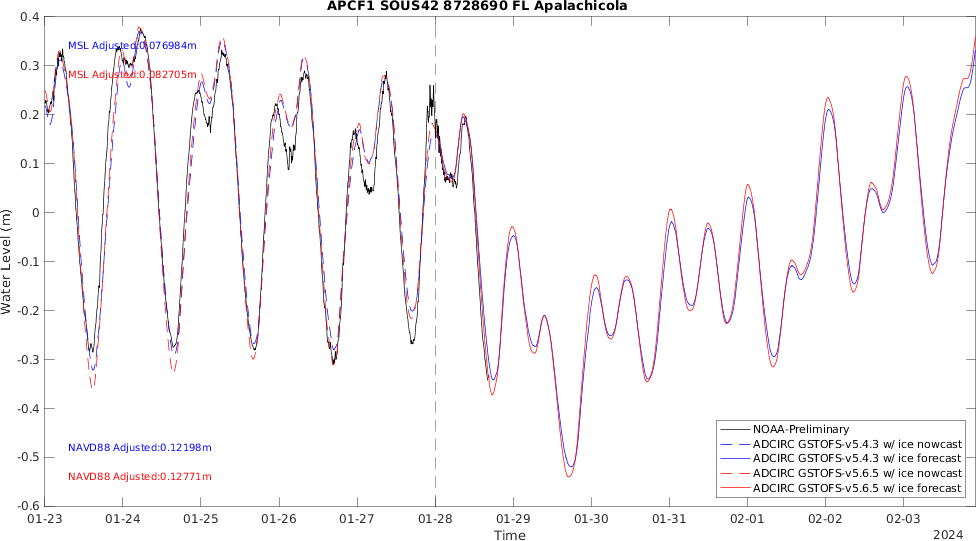 APCF1 SOUS42 8728690 FL Apalachicola
0.4
0.3
0.2
0.1
0
-0.1
-0.2
-0.3
-0.4
-0.5
-0.6
Water Level (m)
MSL Adjusted:0.076984m
MSL Adjusted:0.082705m
NAVD88 Adjusted:0.12198m
NAVD88 Adjusted:0.12771m
NOAA-Preliminary
ADCIRC GSTOFS-v5.4.3 w/ ice nowcast
ADCIRC GSTOFS-v5.4.3 w/ ice forecast
ADCIRC GSTOFS-v5.6.5 w/ ice nowcast
ADCIRC GSTOFS-v5.6.5 w/ ice forecast
01-23 01-24 01-25 01-26 01-27 01-28 01-29 01-30 01-31 02-01 02-02 02-03
Time
2024